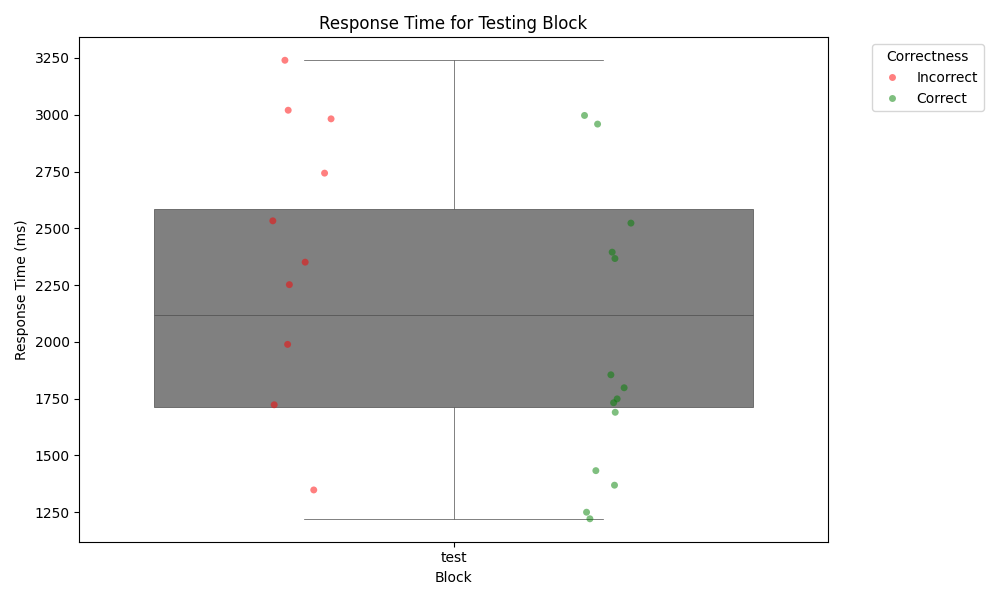 Response Time for Testing Block
Correctness
Incorrect
Correct
Response Time (ms)
3250
3000
2750
2500
2250
2000
1750
1500
1250
test
Block